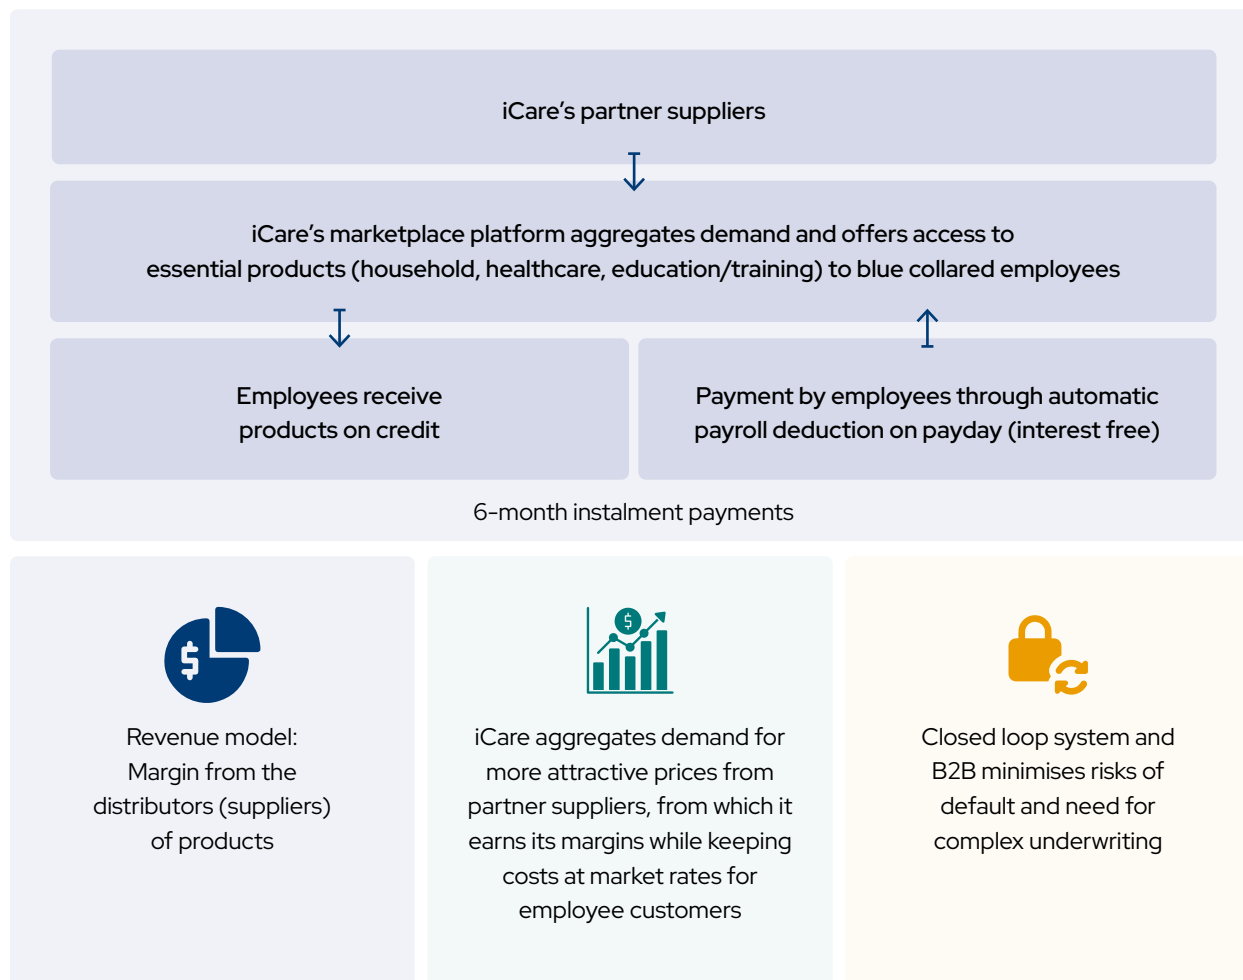 iCare’s partner suppliers
iCare’s marketplace platform aggregates demand and offers access to
essential products (household, healthcare, education/training) to blue collared employees
Employees receive
products on credit
Payment by employees through automatic
payroll deduction on payday (interest free)
6-month instalment payments
$
Revenue model:
Margin from the
distributors (suppliers)
of products
$
iCare aggregates demand for
more attractive prices from
partner suppliers, from which it
earns its margins while keeping
costs at market rates for
employee customers
Closed loop system and
B2B minimises risks of
default and need for
complex underwriting